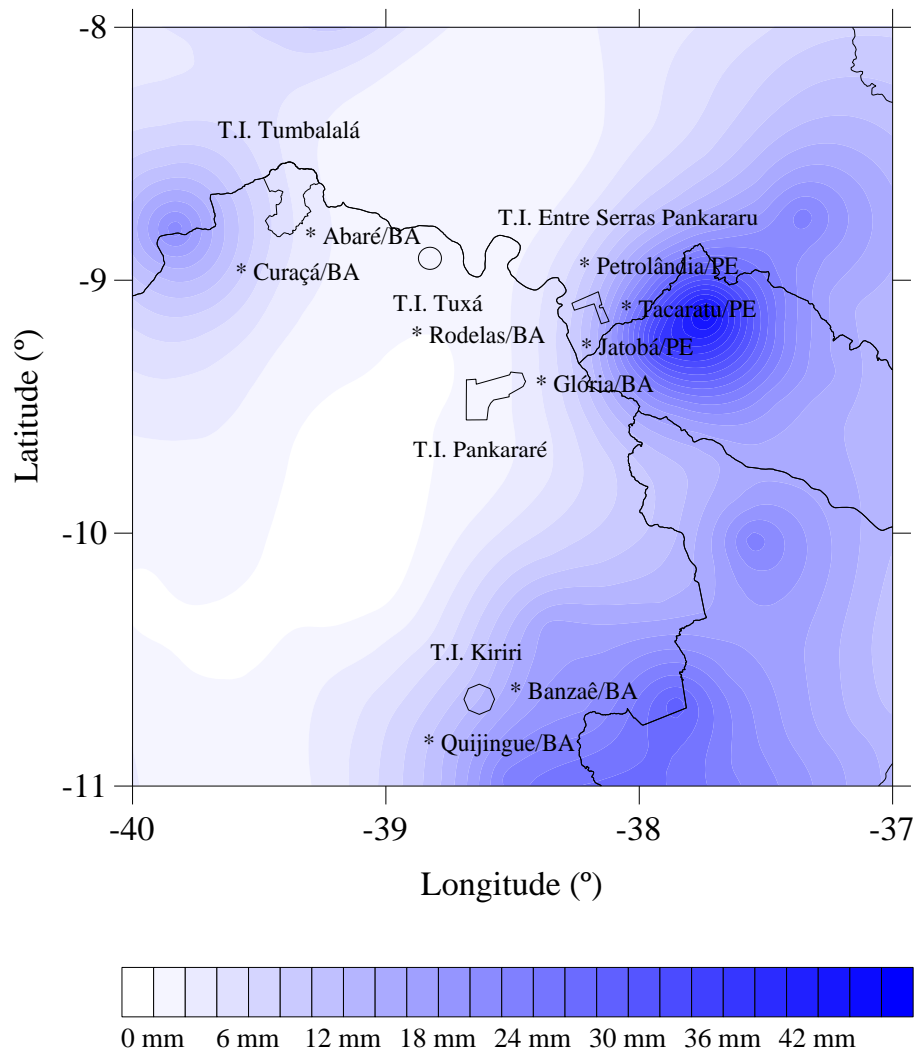 -8
T.I. Tumbalalá
T.I. Entre Serras Pankararu
* Abaré/BA
* Petrolândia/PE
* Curaçá/BA
-9
T.I. Tuxá
* Tacaratu/PE
* Rodelas/BA
* Jatobá/PE
* Glória/BA
T.I. Pankararé
Latitude (º)
-10
T.I. Kiriri
* Banzaê/BA
* Quijingue/BA
-11
-40 -39 -38 -37
Longitude (º)
0 mm 6 mm 12 mm 18 mm 24 mm 30 mm 36 mm 42 mm